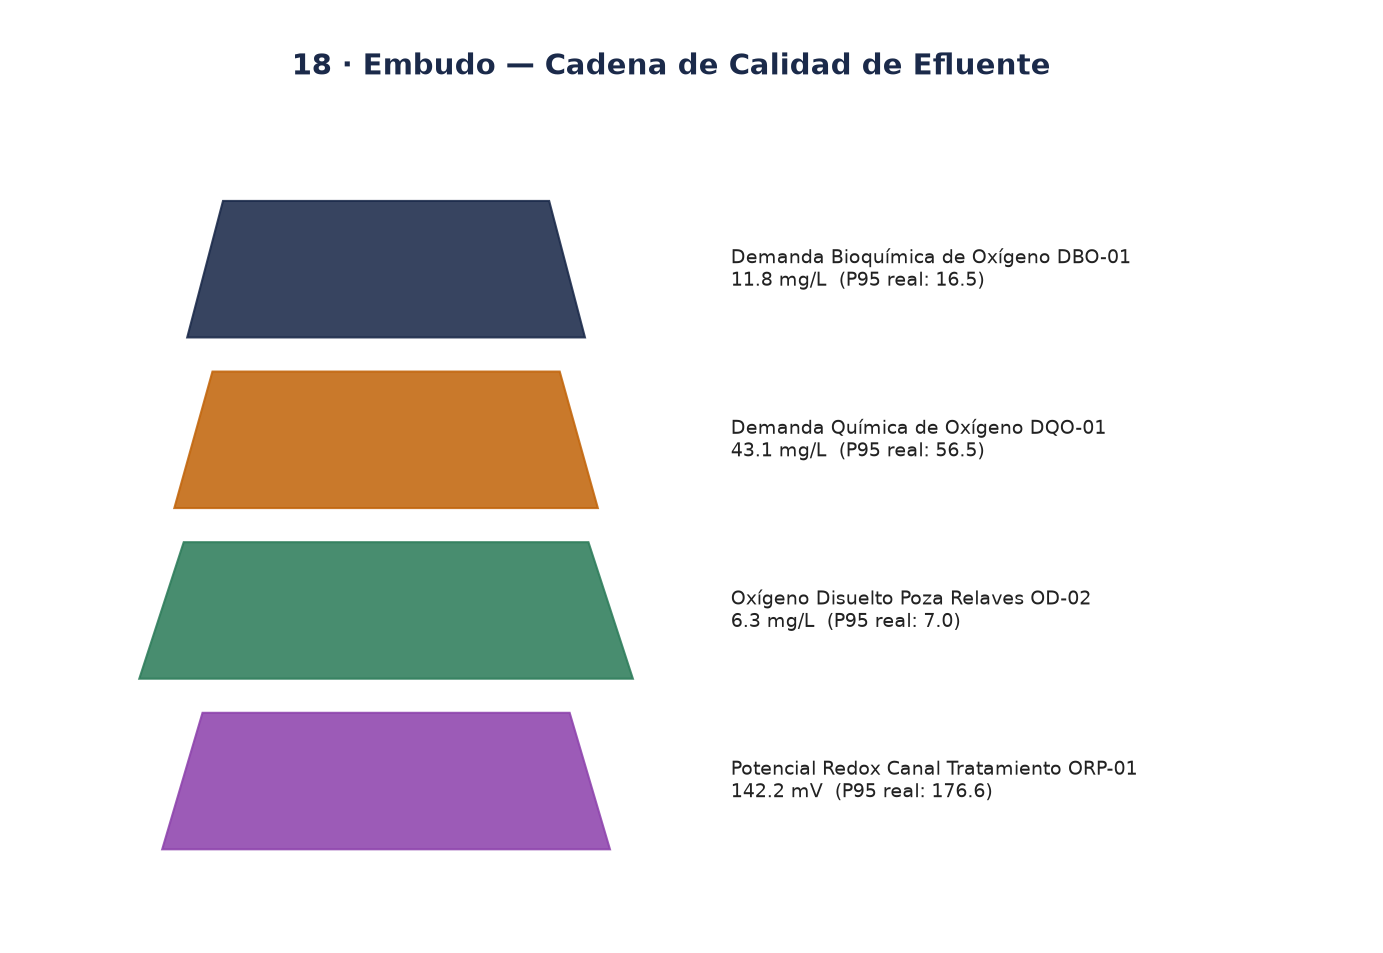 18 · Embudo — Cadena de Calidad de Efluente
Demanda Bioquímica de Oxígeno DBO-01
11.8 mg/L  (P95 real: 16.5)
Demanda Química de Oxígeno DQO-01
43.1 mg/L  (P95 real: 56.5)
Oxígeno Disuelto Poza Relaves OD-02
6.3 mg/L  (P95 real: 7.0)
Potencial Redox Canal Tratamiento ORP-01
142.2 mV  (P95 real: 176.6)